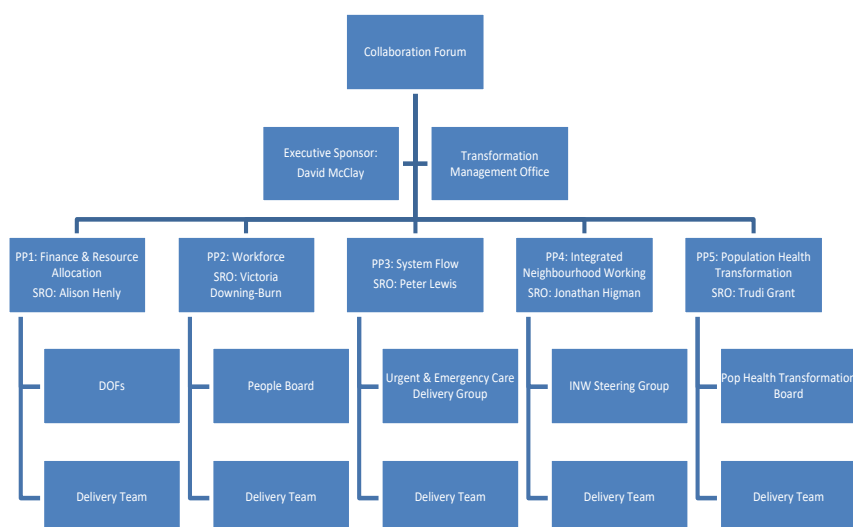 Collaboration Forum
Executive Sponsor:
David McClay
Transformation
Management Office
PP1: Finance & Resource
Allocation
SRO: Alison Henly
PP2: Workforce
SRO: Victoria
Downing-Burn
PP3: System Flow
SRO: Peter Lewis
PP4: Integrated
Neighbourhood Working
SRO: Jonathan Higman
PP5: Population Health
Transformation
SRO: Trudi Grant
DOFs
People Board
Urgent & Emergency Care
Delivery Group
INW Steering Group
Pop Health Transformation
Board
Delivery Team
Delivery Team
Delivery Team
Delivery Team
Delivery Team